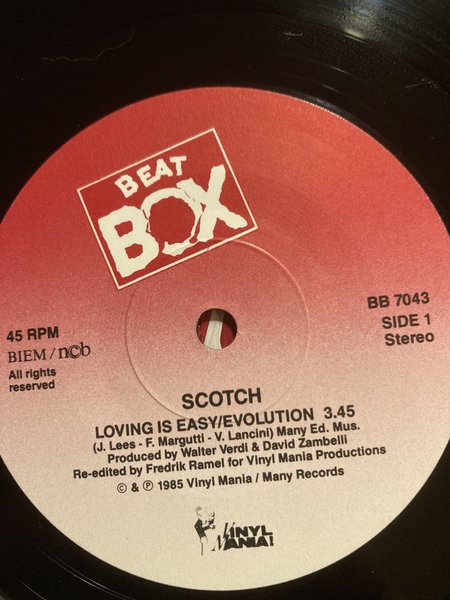 BEAT
BOX
BB 7043
SIDE 1
Stereo
45 RPM
BIEM/ncb
All rights
reserved
SCOTCH
LOVING IS EASY/EVOLUTION 3.45
(J. Lees - F. Margutti - V. Lancini) Many Ed. Mus.
Produced by Walter Verdi & David Zambelli
Re-edited by Fredrik Ramel for Vinyl Mania Productions
© & ℗ 1985 Vinyl Mania / Many Records
VINYL
MANIA!